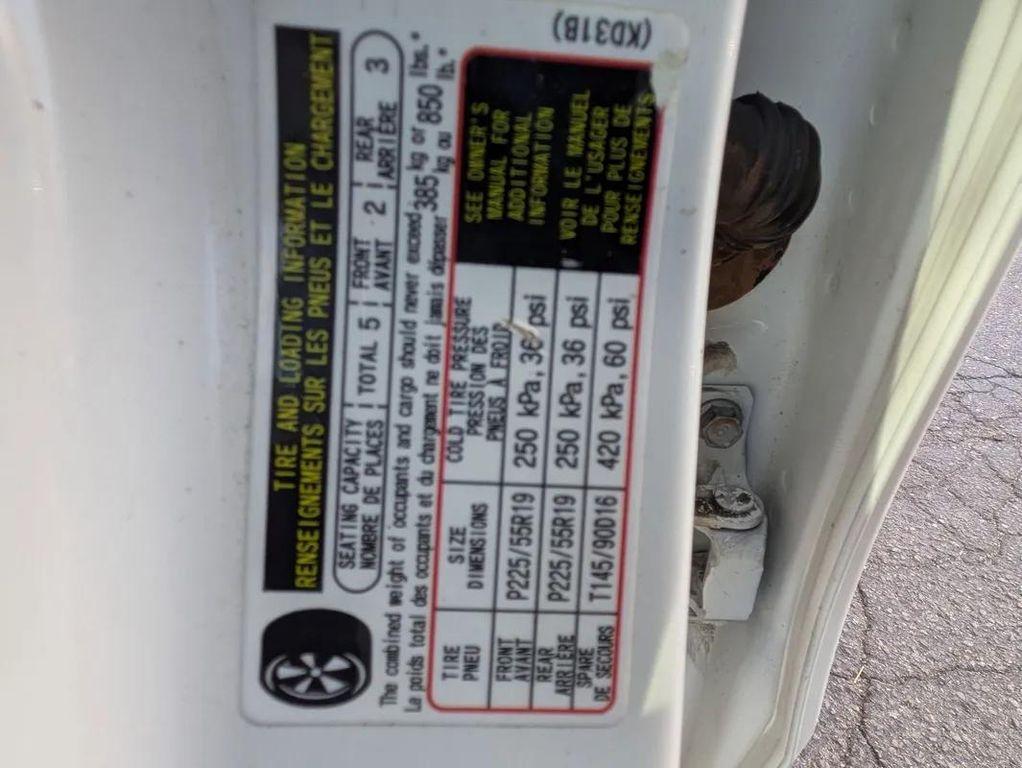 (KD31B)
TIRE AND LOADING INFORMATION
RENSEIGNEMENTS SUR LES PNEUS ET LE CHARGEMENT
SEATING CAPACITY TOTAL 5 FRONT 2 REAR 3
NOMBRE DE PLACES AVANT ARRIÈRE
The combined weight of occupants and cargo should never exceed 385 kg or 850 lbs.*
Le poids total des occupants et du chargement ne doit jamais dépasser 385 kg ou 850 lb.*
TIRE SIZE COLD TIRE PRESSURE
PNEU DIMENSIONS PRESSION DES
PNEUS À FROID
FRONT P225/55R19 250 kPa, 36 psi
AVANT
REAR P225/55R19 250 kPa, 36 psi
ARRIÈRE
SPARE T145/90D16 420 kPa, 60 psi
DE SECOURS
SEE OWNER'S
MANUAL FOR
ADDITIONAL
INFORMATION
VOIR LE MANUEL
DE L'USAGER
POUR PLUS DE
RENSEIGNEMENTS